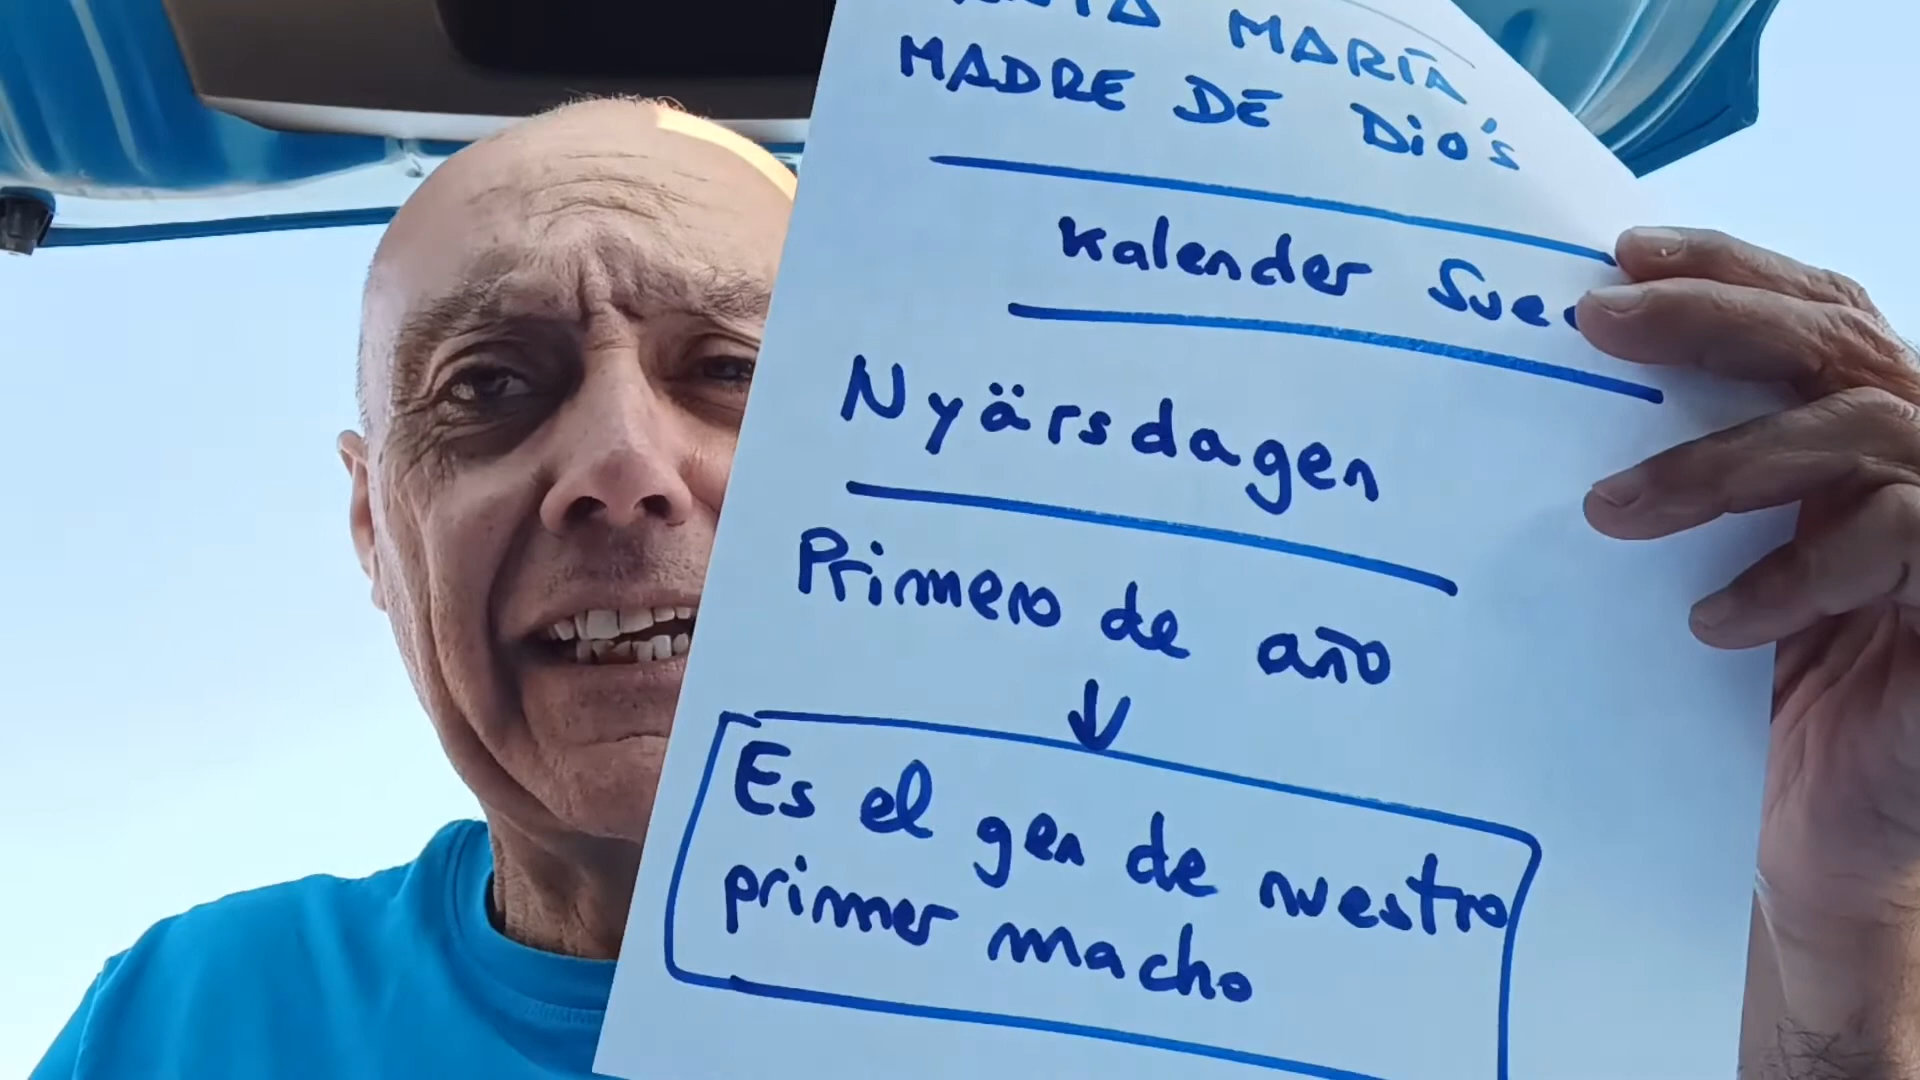 MARÍA
MADRE DE DIO'S
Kalender
Nyärsdagen
Primero de año
↓
Es el gen de nuestro
primer macho